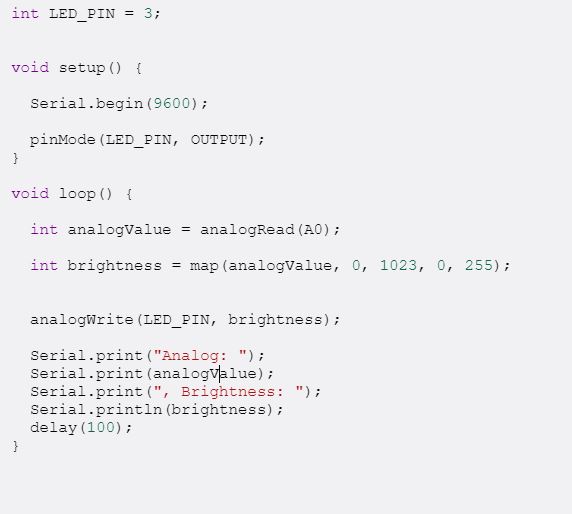 int LED_PIN = 3;
void setup() {
Serial.begin(9600);
pinMode(LED_PIN, OUTPUT);
}
void loop() {
int analogValue = analogRead(A0);
int brightness = map(analogValue, 0, 1023, 0, 255);
analogWrite(LED_PIN, brightness);
Serial.print("Analog: ");
Serial.print(analogValue);
Serial.print(", Brightness: ");
Serial.println(brightness);
delay(100);
}